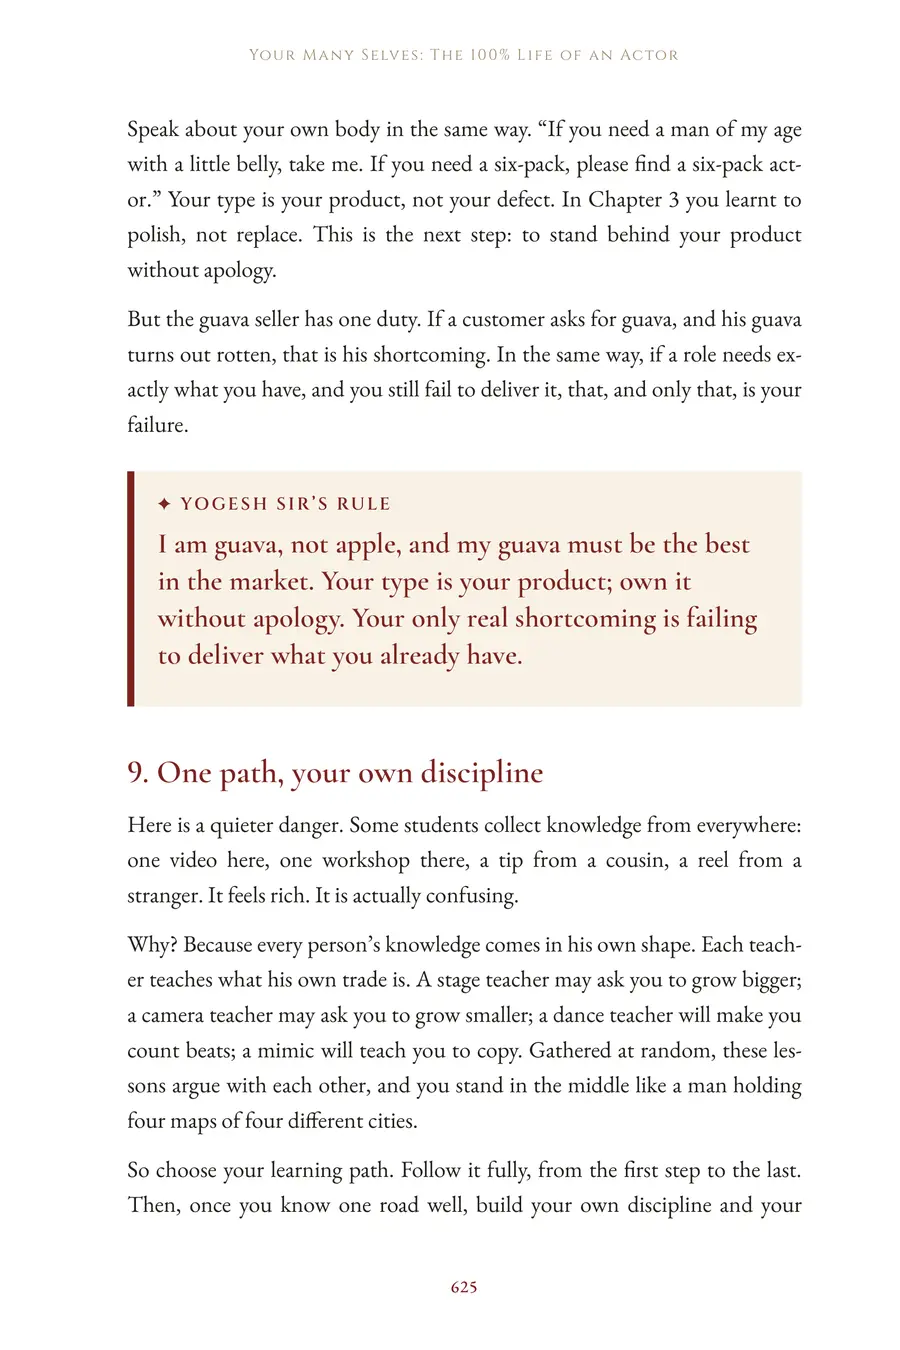 Your Many Selves: The 100% Life of an Actor
Speak about your own body in the same way. “If you need a man of my age
with a little belly, take me. If you need a six-pack, please find a six-pack act-
or.” Your type is your product, not your defect. In Chapter 3 you learnt to
polish, not replace. This is the next step: to stand behind your product
without apology.
But the guava seller has one duty. If a customer asks for guava, and his guava
turns out rotten, that is his shortcoming. In the same way, if a role needs ex-
actly what you have, and you still fail to deliver it, that, and only that, is your
failure.
✦ YOGESH SIR’S RULE
I am guava, not apple, and my guava must be the best
in the market. Your type is your product; own it
without apology. Your only real shortcoming is failing
to deliver what you already have.
9. One path, your own discipline
Here is a quieter danger. Some students collect knowledge from everywhere:
one video here, one workshop there, a tip from a cousin, a reel from a
stranger. It feels rich. It is actually confusing.
Why? Because every person’s knowledge comes in his own shape. Each teach-
er teaches what his own trade is. A stage teacher may ask you to grow bigger;
a camera teacher may ask you to grow smaller; a dance teacher will make you
count beats; a mimic will teach you to copy. Gathered at random, these les-
sons argue with each other, and you stand in the middle like a man holding
four maps of four different cities.
So choose your learning path. Follow it fully, from the first step to the last.
Then, once you know one road well, build your own discipline and your
625